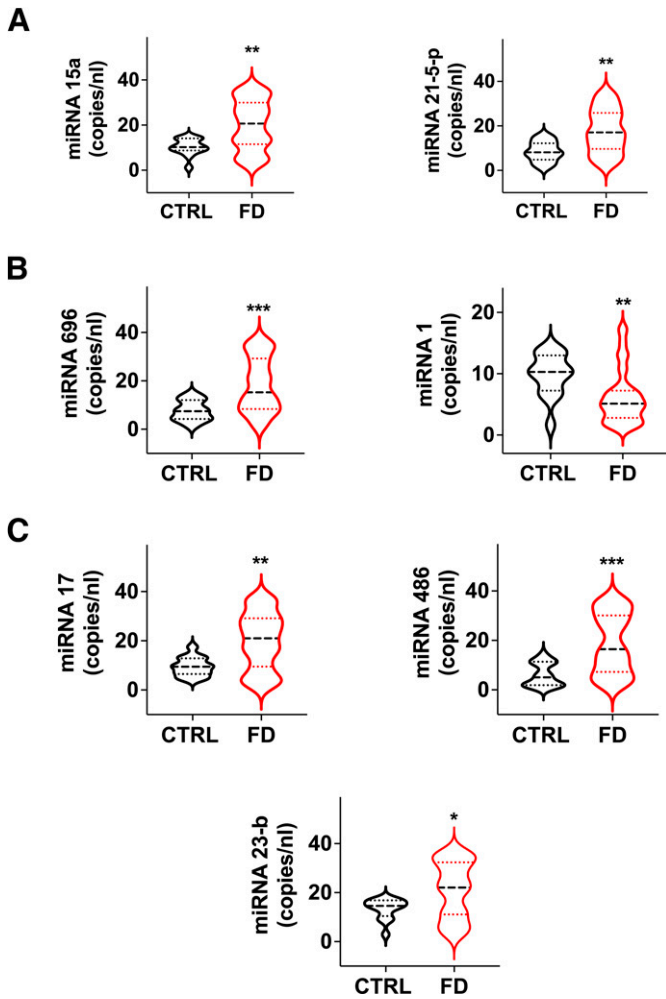 A
miRNA 15a
(copies/nl)
40
20
0
**
CTRL FD
miRNA 21-5-p
(copies/nl)
40
20
0
**
CTRL FD
B
miRNA 696
(copies/nl)
40
20
0
***
CTRL FD
miRNA 1
(copies/nl)
20
10
0
**
CTRL FD
C
miRNA 17
(copies/nl)
40
20
0
**
CTRL FD
miRNA 486
(copies/nl)
40
20
0
***
CTRL FD
miRNA 23-b
(copies/nl)
40
20
0
*
CTRL FD